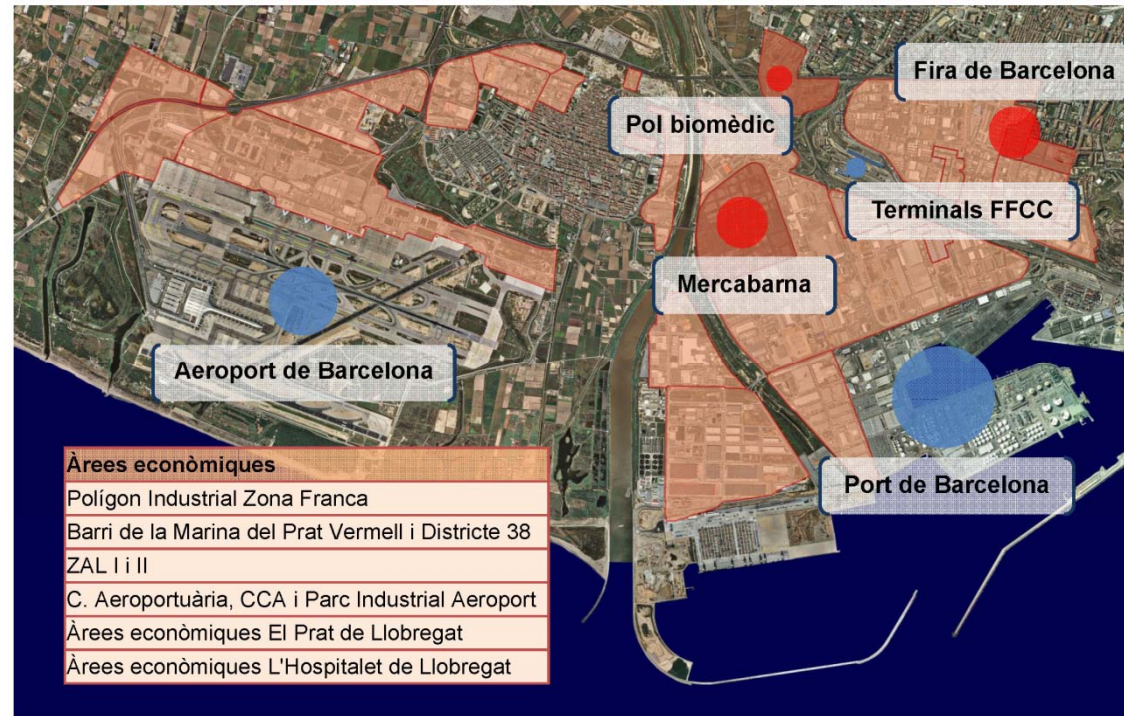 Fira de Barcelona
Pol biomèdic
Terminals FFCC
Mercabarna
Aeroport de Barcelona
Port de Barcelona
Àrees econòmiques
Polígon Industrial Zona Franca
Barri de la Marina del Prat Vermell i Districte 38
ZAL I i II
C. Aeroportuària, CCA i Parc Industrial Aeroport
Àrees econòmiques El Prat de Llobregat
Àrees econòmiques L'Hospitalet de Llobregat